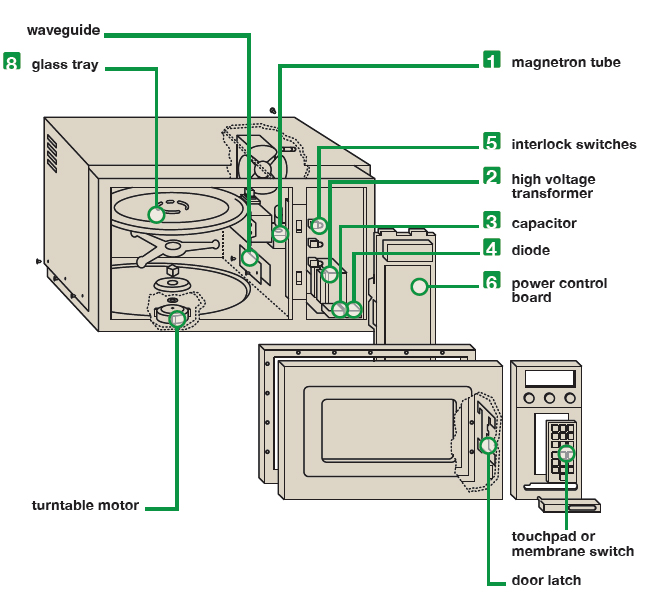 waveguide
8 glass tray
1 magnetron tube
5 interlock switches
2 high voltage
transformer
3 capacitor
4 diode
6 power control
board
turntable motor
touchpad or
membrane switch
door latch